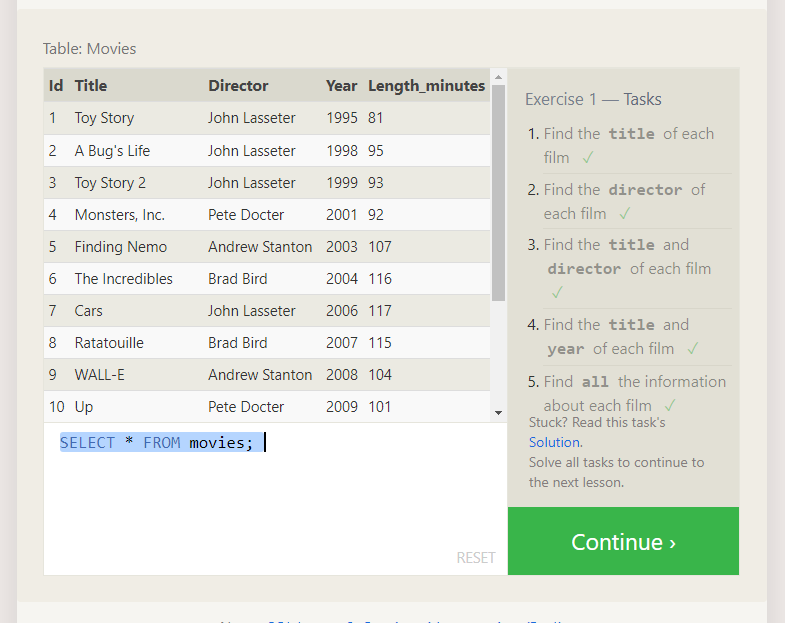 Table: Movies
Id Title Director Year Length_minutes
1 Toy Story John Lasseter 1995 81
2 A Bug's Life John Lasseter 1998 95
3 Toy Story 2 John Lasseter 1999 93
4 Monsters, Inc. Pete Docter 2001 92
5 Finding Nemo Andrew Stanton 2003 107
6 The Incredibles Brad Bird 2004 116
7 Cars John Lasseter 2006 117
8 Ratatouille Brad Bird 2007 115
9 WALL-E Andrew Stanton 2008 104
10 Up Pete Docter 2009 101
SELECT * FROM movies;
RESET
Exercise 1 — Tasks
1. Find the title of each
film ✓
2. Find the director of
each film ✓
3. Find the title and
director of each film
✓
4. Find the title and
year of each film ✓
5. Find all the information
about each film ✓
Stuck? Read this task's
Solution.
Solve all tasks to continue to
the next lesson.
Continue ›